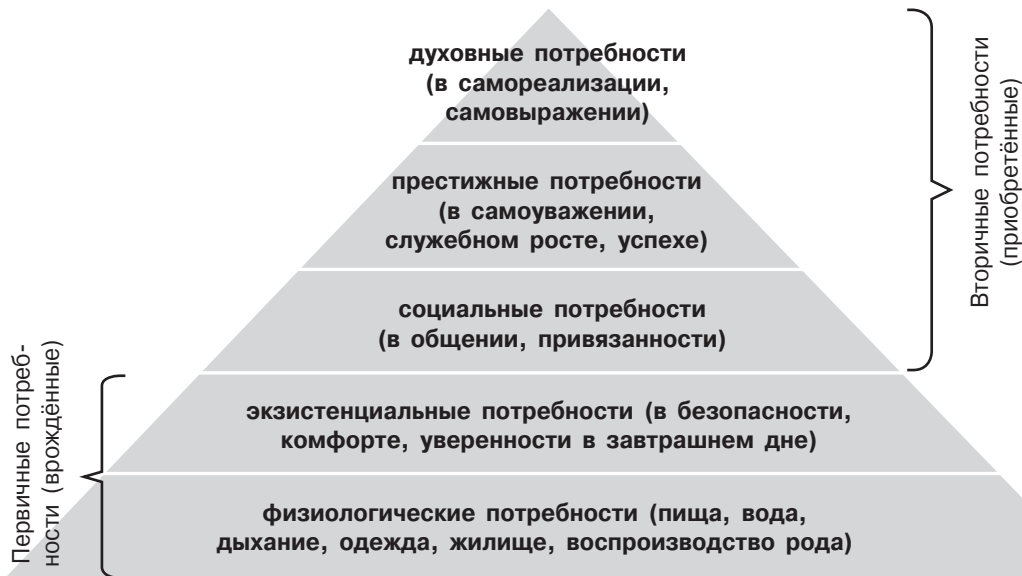 духовные потребности
(в самореализации,
самовыражении)
престижные потребности
(в самоуважении,
служебном росте, успехе)
социальные потребности
(в общении, привязанности)
экзистенциальные потребности (в безопасности,
комфорте, уверенности в завтрашнем дне)
физиологические потребности (пища, вода,
дыхание, одежда, жилище, воспроизводство рода)
Вторичные потребности
(приобретённые)
Первичные потреб-
ности (врождённые)